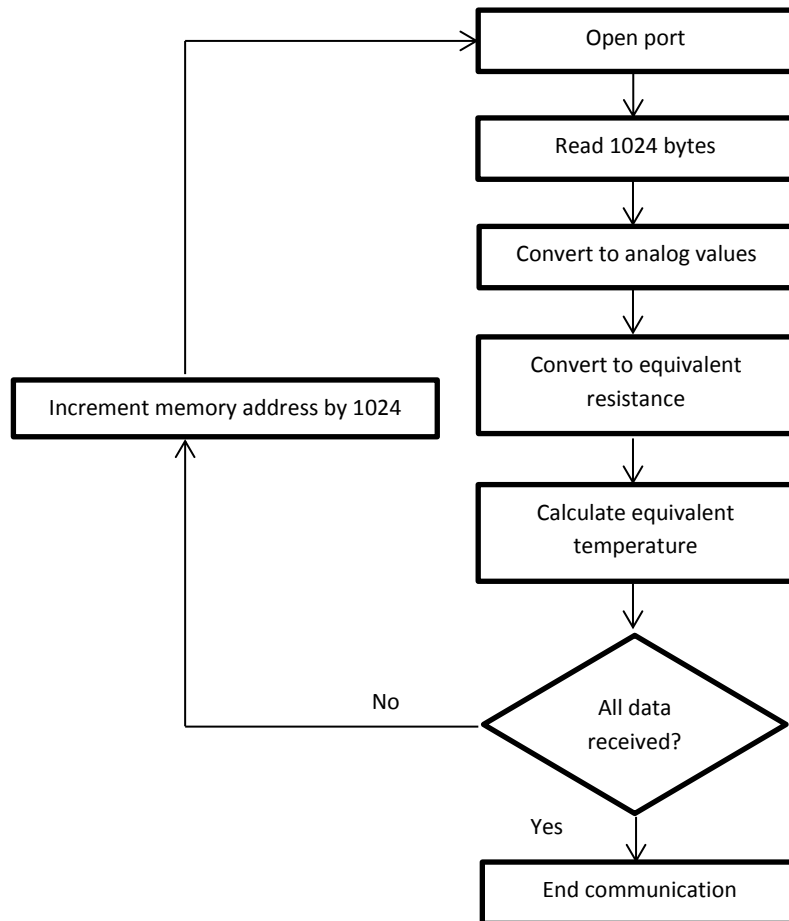 Open port
Read 1024 bytes
Convert to analog values
Convert to equivalent
resistance
Increment memory address by 1024
Calculate equivalent
temperature
No
All data
received?
Yes
End communication